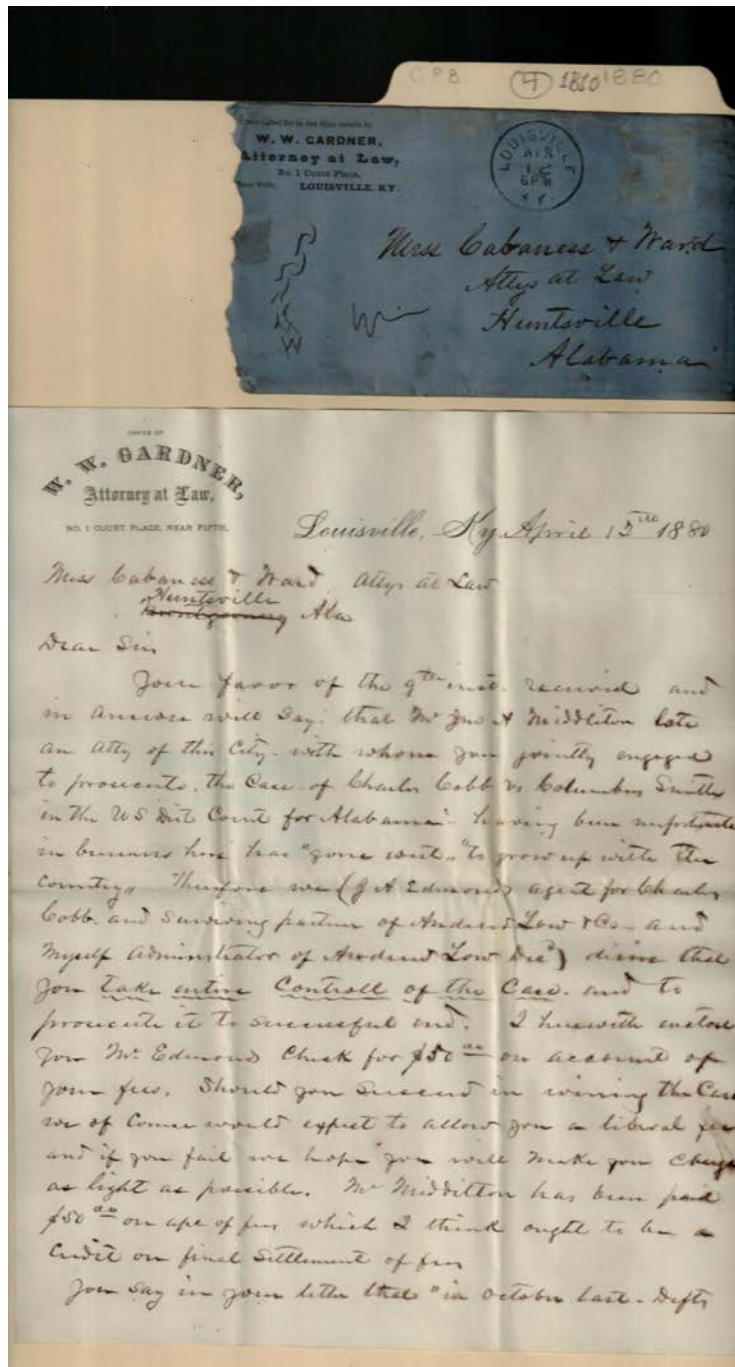 C.P.B. 4 1810 1880
W. W. GARDNER,
Attorney at Law,
No. 1 Court Place,
Near Fifth, LOUISVILLE, KY.
LOUISVILLE
6PM
KY.
Mess Cabaness & Ward
Attys at Law
Huntsville
Alabama
OFFICE OF
W. W. GARDNER,
Attorney at Law,
NO. 1 COURT PLACE, NEAR FIFTH.
Louisville, Ky April 15th 1880
Mess Cabaness & Ward Attys at Law
Huntsville
Montgomery Ala
Dear Sir
Your favor of the 9th inst. received and
in answer will say: that Mr Jno A Middleton late
an atty of this City with whom you jointly engaged
to prosecute the Case of Charles Cobb vs Columbus Smith
in the US Dist Court for Alabama having been unfortunate
in business here has "gone west" to grow up with the
Country" Therefore we (J A Edmond agent for Charles
Cobb and Surviving partner of Low & Co and
Myself Administrator of Low Decd) desire that
you take entire Controll of the Case and to
prosecute it to successful end. I herewith enclose
you Mr Edmond Check for $50 00 on account of
your fees. Should you Succeed in winning the Case
we of Course would expect to allow you a liberal fee
and if you fail we hope you will make you Charge
as light as possible. Mr Middilton has been paid
$50 00 on of fees which I think ought to be a
Credit on final Settlement of fees
You say in your letter that "in October last - Defts